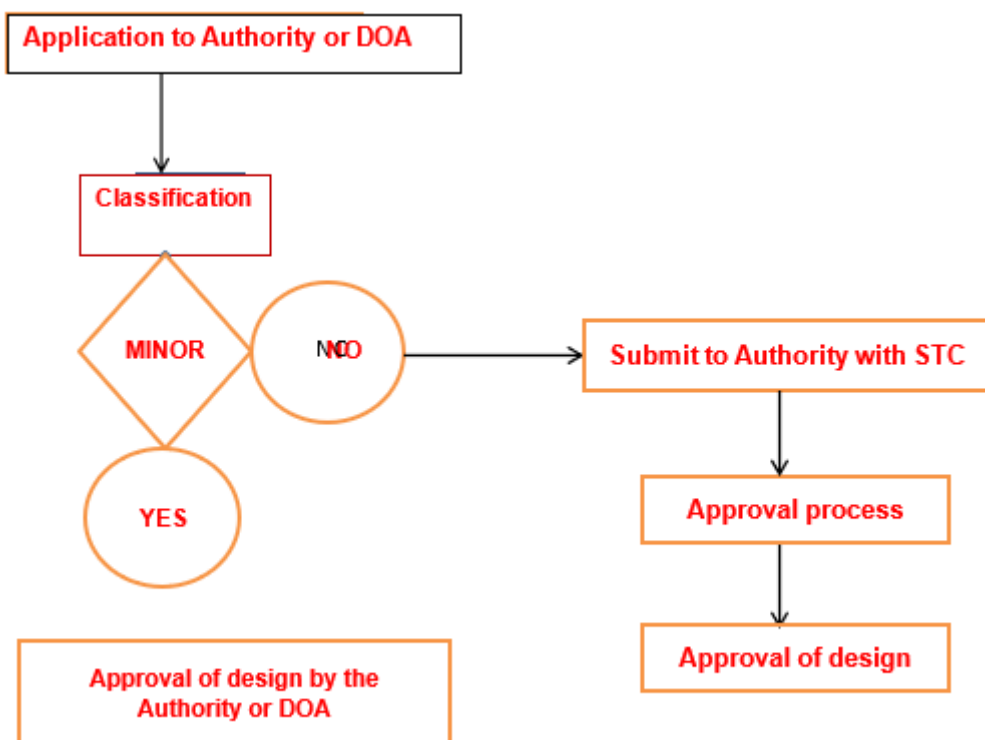 Application to Authority or DOA
Classification
MINOR
NO
Submit to Authority with STC
YES
Approval process
Approval of design
Approval of design by the
Authority or DOA